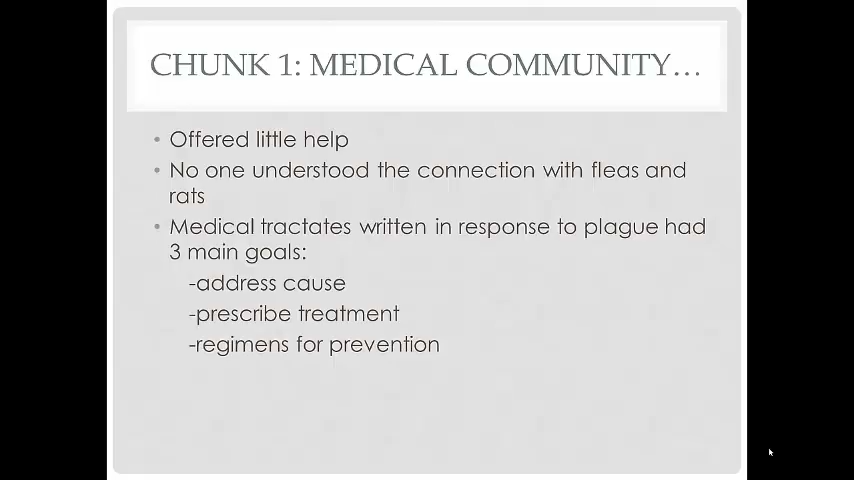 CHUNK 1: MEDICAL COMMUNITY…
• Offered little help
• No one understood the connection with fleas and
rats
• Medical tractates written in response to plague had
3 main goals:
-address cause
-prescribe treatment
-regimens for prevention